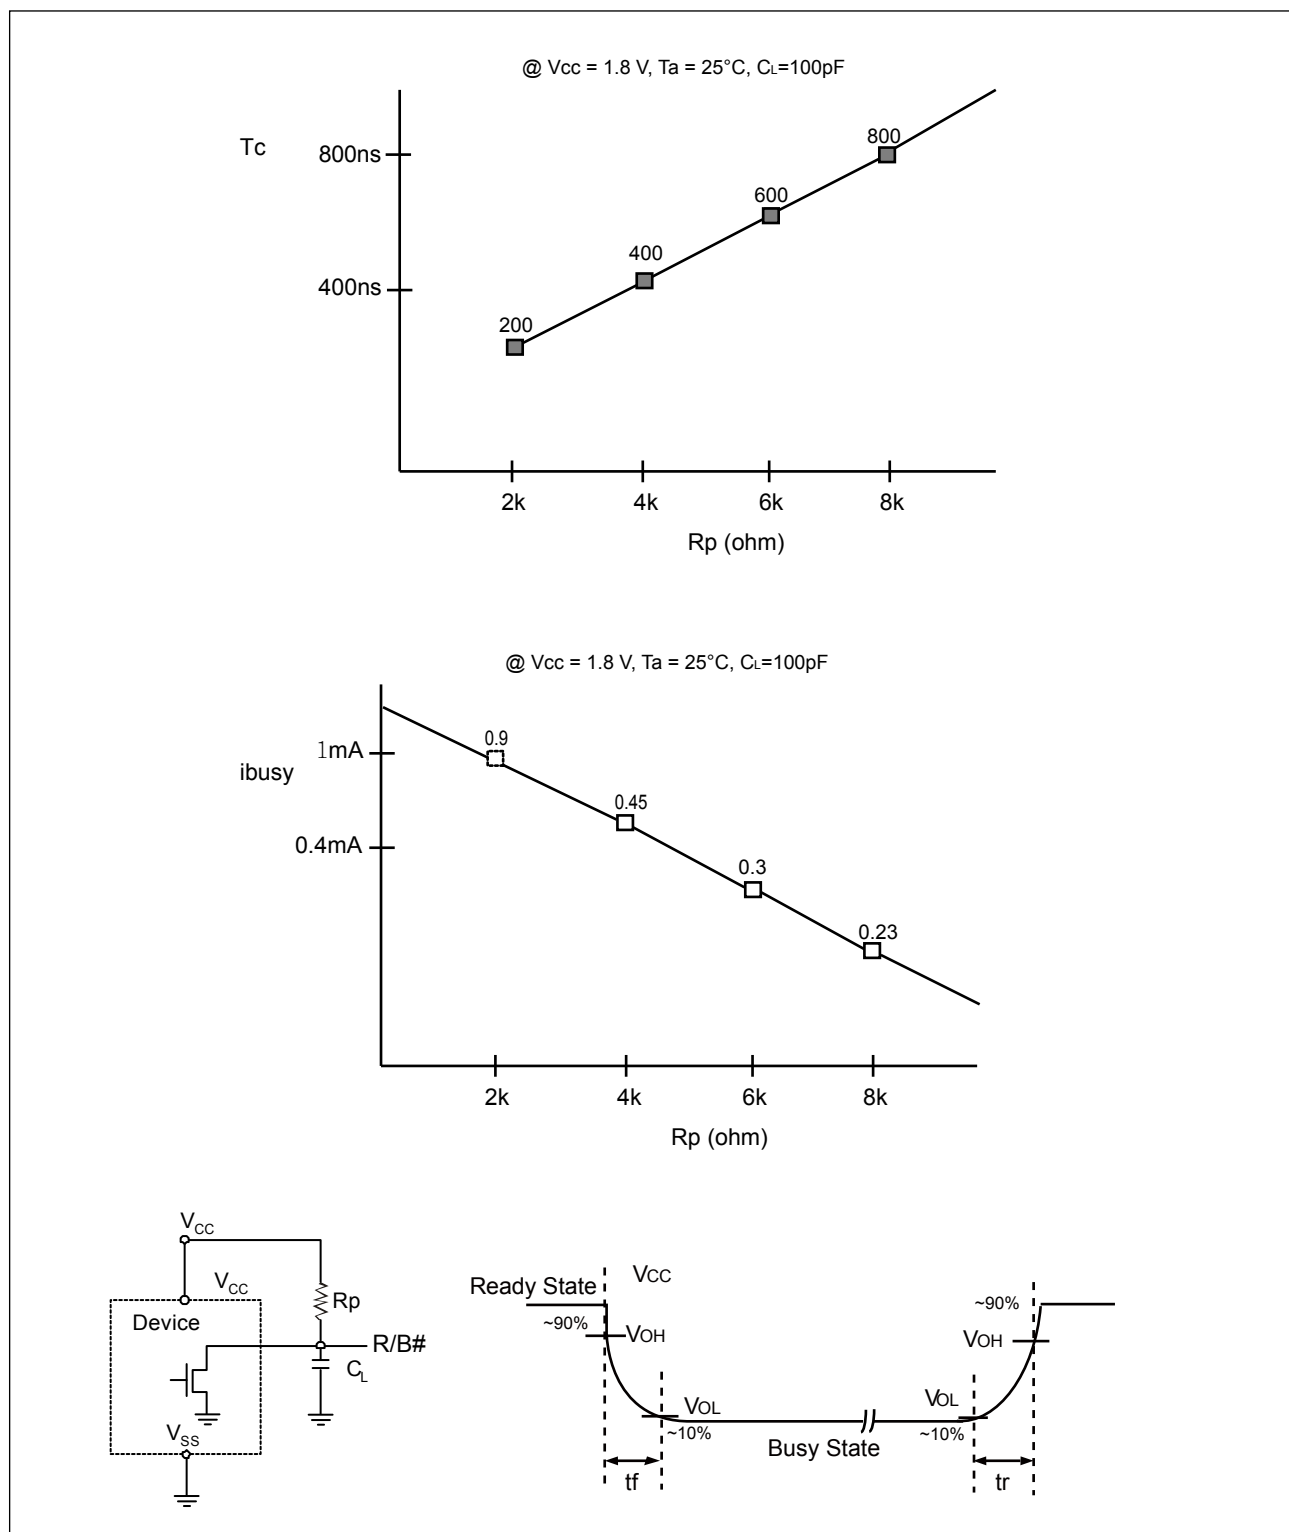 @ Vcc = 1.8 V, Ta = 25°C, CL=100pF
Tc
800ns
400ns
200
400
600
800
2k
4k
6k
8k
Rp (ohm)
@ Vcc = 1.8 V, Ta = 25°C, CL=100pF
ibusy
1mA
0.4mA
0.9
0.45
0.3
0.23
2k
4k
6k
8k
Rp (ohm)
VCC
VCC
Device
Rp
R/B#
CL
VSS
Ready State
VCC
~90%
VOH
VOL
~10%
Busy State
tf
~90%
VOH
VOL
~10%
tr